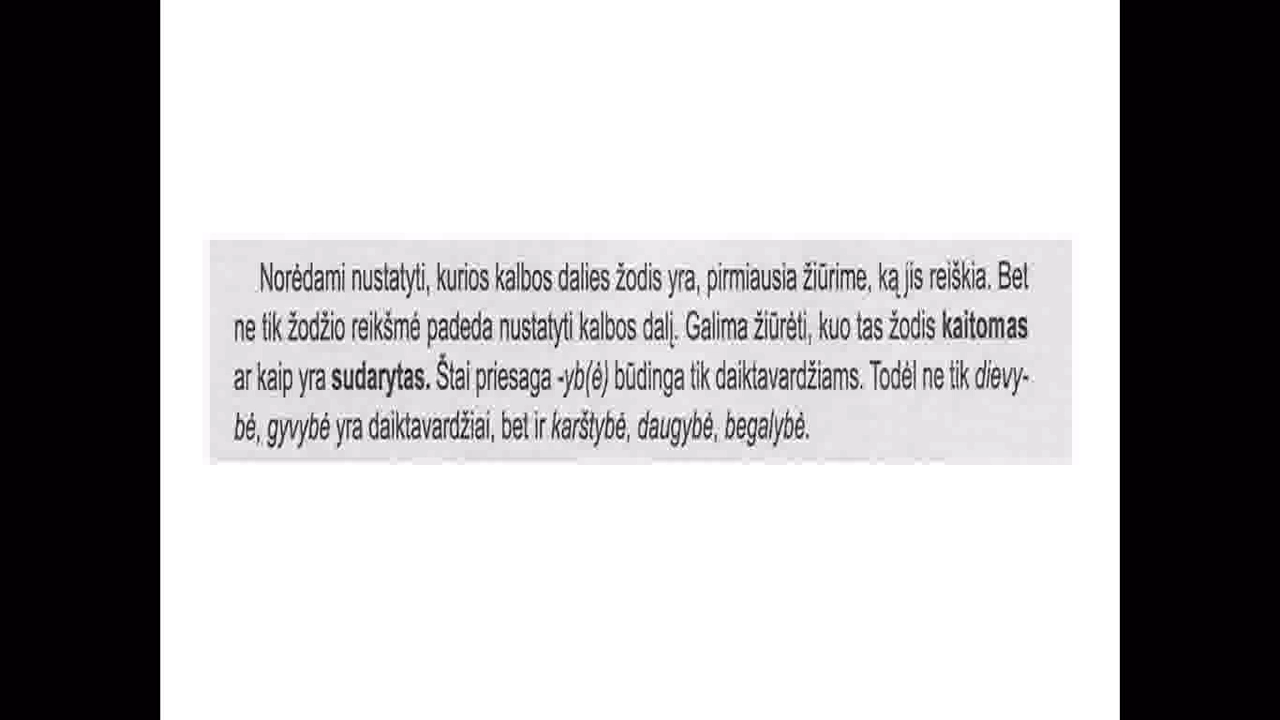 Norėdami nustatyti, kurios kalbos dalies žodis yra, pirmiausia žiūrime, ką jis reiškia. Bet
ne tik žodžio reikšmė padeda nustatyti kalbos dalį. Galima žiūrėti, kuo tas žodis kaitomas
ar kaip yra sudarytas. Štai priesaga -yb(ė) būdinga tik daiktavardžiams. Todėl ne tik dievy-
bė, gyvybė yra daiktavardžiai, bet ir karštybė, daugybė, begalybė.